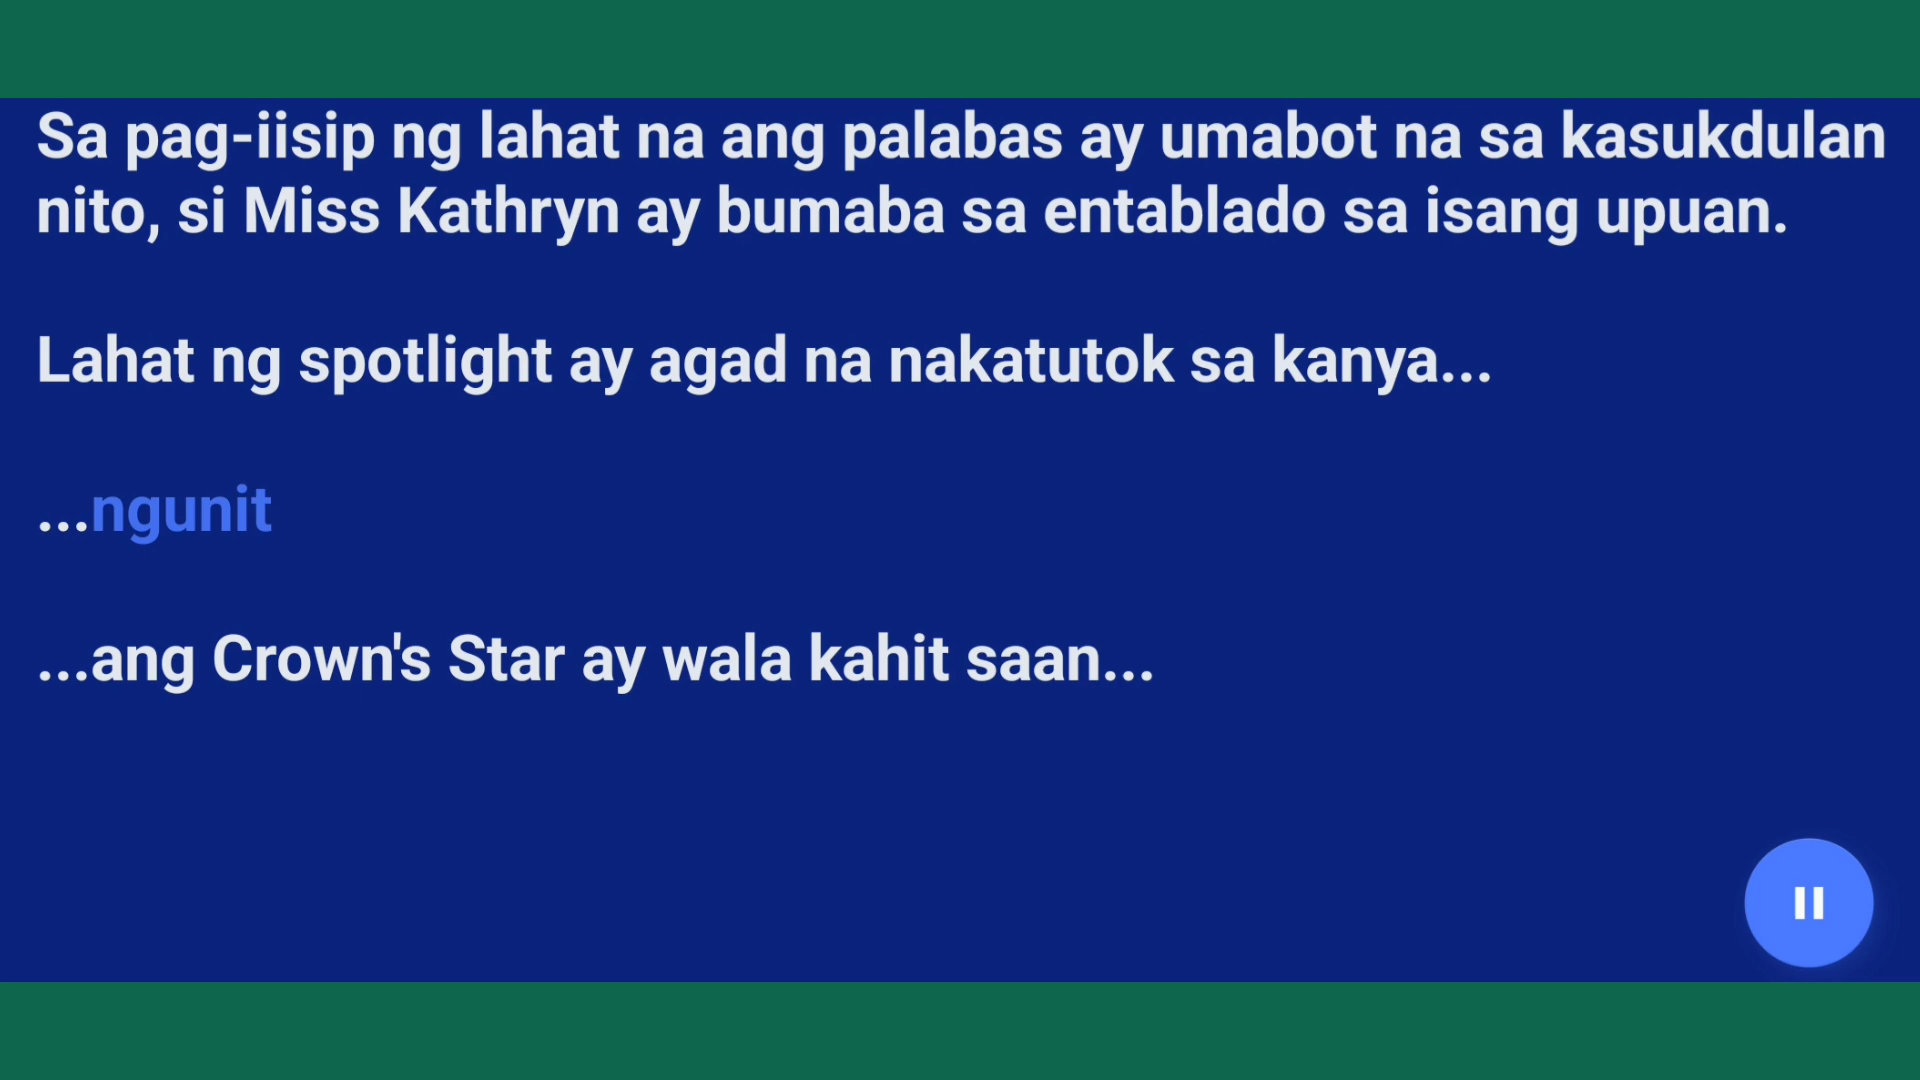 Sa pag-iisip ng lahat na ang palabas ay umabot na sa kasukdulan
nito, si Miss Kathryn ay bumaba sa entablado sa isang upuan.
Lahat ng spotlight ay agad na nakatutok sa kanya...
...ngunit
...ang Crown's Star ay wala kahit saan...